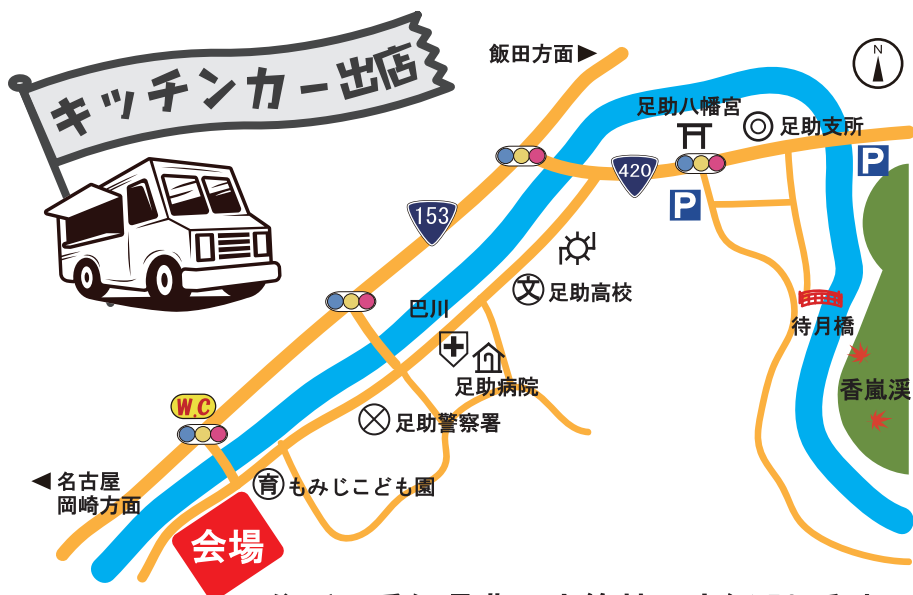 キッチンカー出店
飯田方面▶
N
足助八幡宮
足助支所
420
P
P
153
文
足助高校
巴川
待月橋
足助病院
香嵐渓
W.C
足助警察署
◀名古屋
岡崎方面
育
もみじこども園
会場